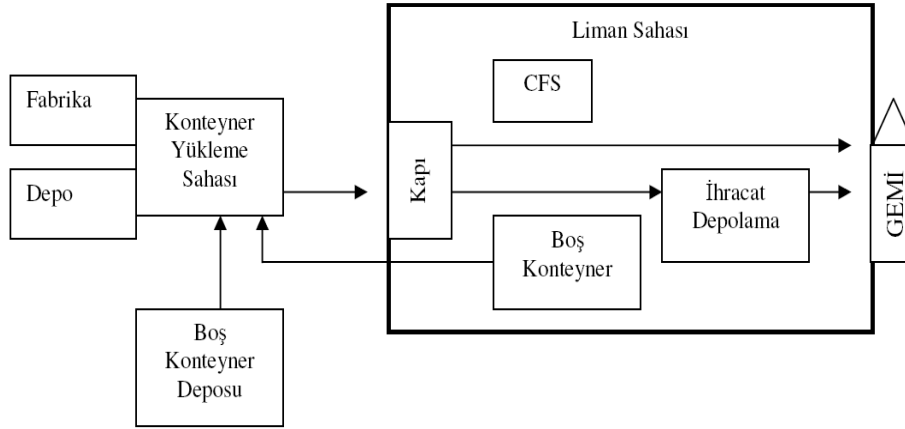 Liman Sahası
CFS
Fabrika
Konteyner
Yükleme
Sahası
Depo
Kapı
İhracat
Depolama
GEMİ
Boş
Konteyner
Boş
Konteyner
Deposu